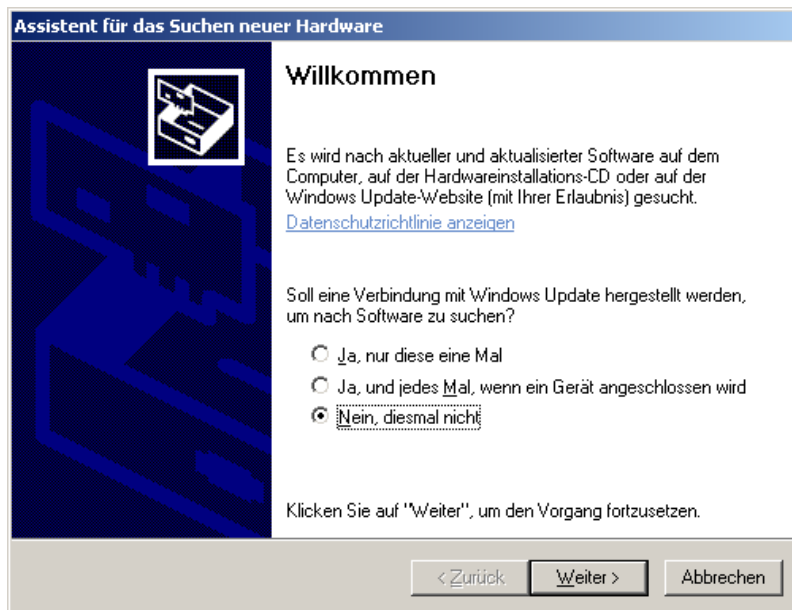 Assistent für das Suchen neuer Hardware
Willkommen
Es wird nach aktueller und aktualisierter Software auf dem
Computer, auf der Hardwareinstallations-CD oder auf der
Windows Update-Website (mit Ihrer Erlaubnis) gesucht.
Datenschutzrichtlinie anzeigen
Soll eine Verbindung mit Windows Update hergestellt werden,
um nach Software zu suchen?
Ja, nur diese eine Mal
Ja, und jedes Mal, wenn ein Gerät angeschlossen wird
Nein, diesmal nicht
Klicken Sie auf "Weiter", um den Vorgang fortzusetzen.
< Zurück
Weiter >
Abbrechen